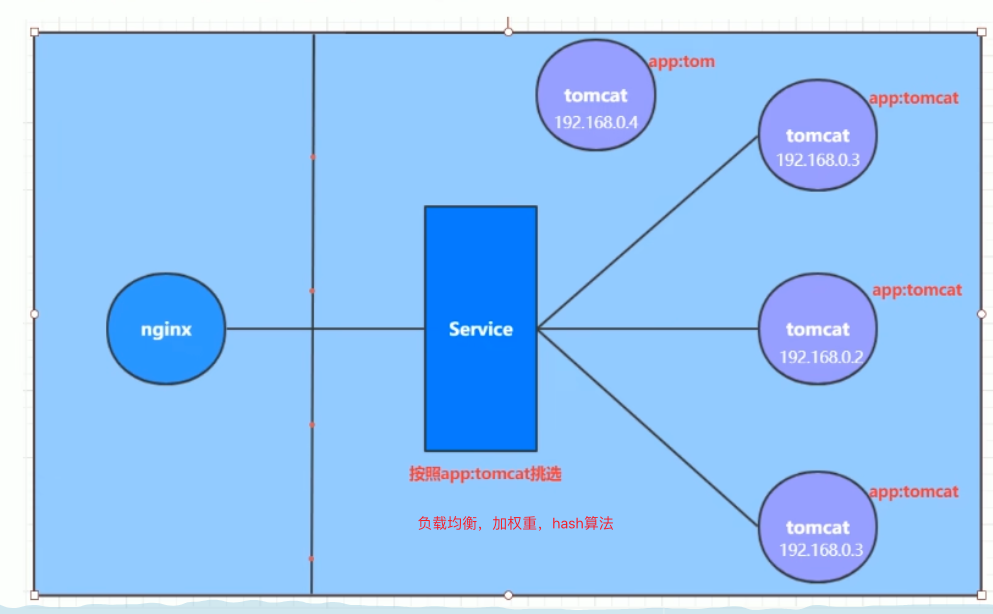 app:tom
tomcat
192.168.0.4
app:tomcat
tomcat
192.168.0.3
nginx
Service
app:tomcat
tomcat
192.168.0.2
按照app:tomcat挑选
负载均衡，加权重，hash算法
app:tomcat
tomcat
192.168.0.3